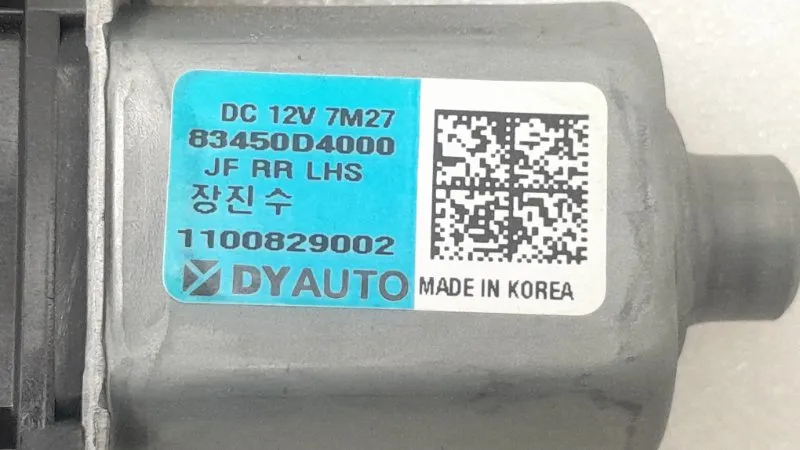 DC 12V 7M27
83450D4000
JF RR LHS
장진수
1100829002
DYAUTO
MADE IN KOREA